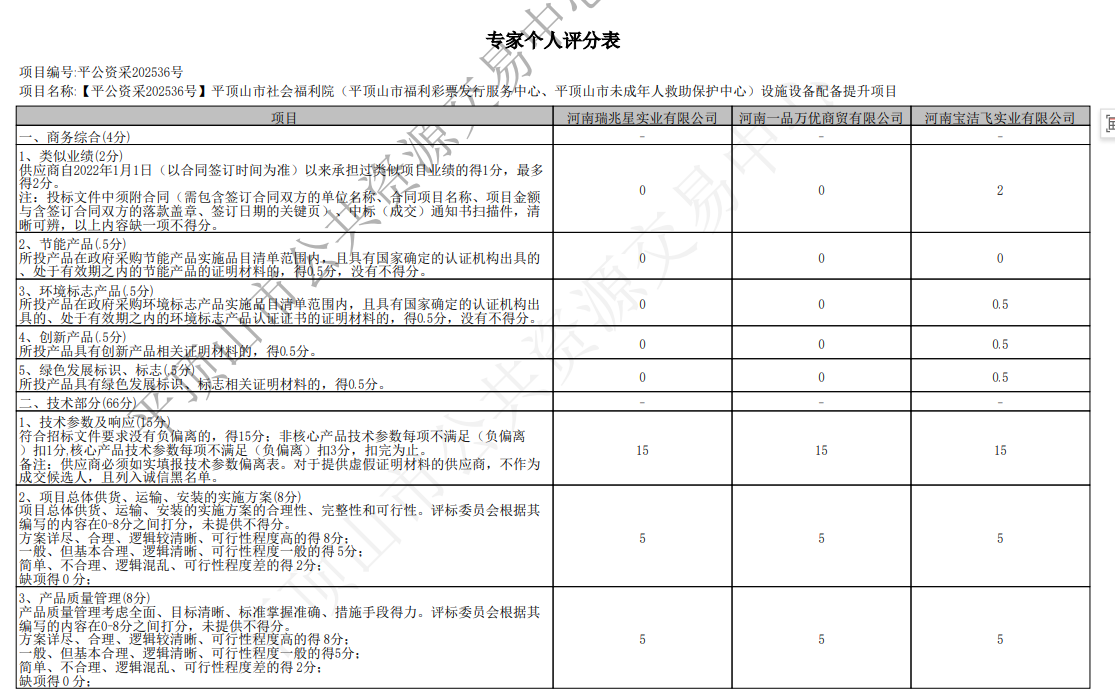 专家个人评分表
项目编号:平公资采202536号
项目名称:【平公资采202536号】平顶山市社会福利院（平顶山市福利彩票发行服务中心、平顶山市未成年人救助保护中心）设施设备配备提升项目
项目 河南瑞兆星实业有限公司 河南一品万优商贸有限公司 河南宝洁飞实业有限公司
一、商务综合(4分) - - -
1、类似业绩(2分)
供应商自2022年1月1日（以合同签订时间为准）以来承担过类似项目业绩的得1分，最多
得2分。
注：投标文件中须附合同（需包含签订合同双方的单位名称、合同项目名称、项目金额
与含签订合同双方的落款盖章、签订日期的关键页）、中标（成交）通知书扫描件，清
晰可辨，以上内容缺一项不得分。
0 0 2
2、节能产品(.5分)
所投产品在政府采购节能产品实施品目清单范围内，且具有国家确定的认证机构出具的
、处于有效期之内的节能产品的证明材料的，得0.5分，没有不得分。
0 0 0
3、环境标志产品(.5分)
所投产品在政府采购环境标志产品实施品目清单范围内，且具有国家确定的认证机构出
具的、处于有效期之内的环境标志产品认证证书的证明材料的，得0.5分，没有不得分。
0 0 0.5
4、创新产品(.5分)
所投产品具有创新产品相关证明材料的，得0.5分。
0 0 0.5
5、绿色发展标识、标志(.5分)
所投产品具有绿色发展标识、标志相关证明材料的，得0.5分。
0 0 0.5
二、技术部分(66分) - - -
1、技术参数及响应(15分)
符合招标文件要求没有负偏离的，得15分；非核心产品技术参数每项不满足（负偏离
）扣1分,核心产品技术参数每项不满足（负偏离）扣3分，扣完为止。
备注：供应商必须如实填报技术参数偏离表。对于提供虚假证明材料的供应商，不作为
成交候选人，且列入诚信黑名单。
15 15 15
2、项目总体供货、运输、安装的实施方案(8分)
项目总体供货、运输、安装的实施方案的合理性、完整性和可行性。评标委员会根据其
编写的内容在0-8分之间打分，未提供不得分。
方案详尽、合理、逻辑较清晰、可行性程度高的得 8分；
一般、但基本合理、逻辑清晰、可行性程度一般的得 5分；
简单、不合理、逻辑混乱、可行性程度差的得 2分；
缺项得 0 分；
5 5 5
3、产品质量管理(8分)
产品质量管理考虑全面、目标清晰、标准掌握准确、措施手段得力。评标委员会根据其
编写的内容在0-8分之间打分，未提供不得分。
方案详尽、合理、逻辑较清晰、可行性程度高的得 8分；
一般、但基本合理、逻辑清晰、可行性程度一般的得5分；
简单、不合理、逻辑混乱、可行性程度差的得 2分；
缺项得 0 分；
5 5 5
平顶山市公共资源交易中心
顶山市公共资源交易中心